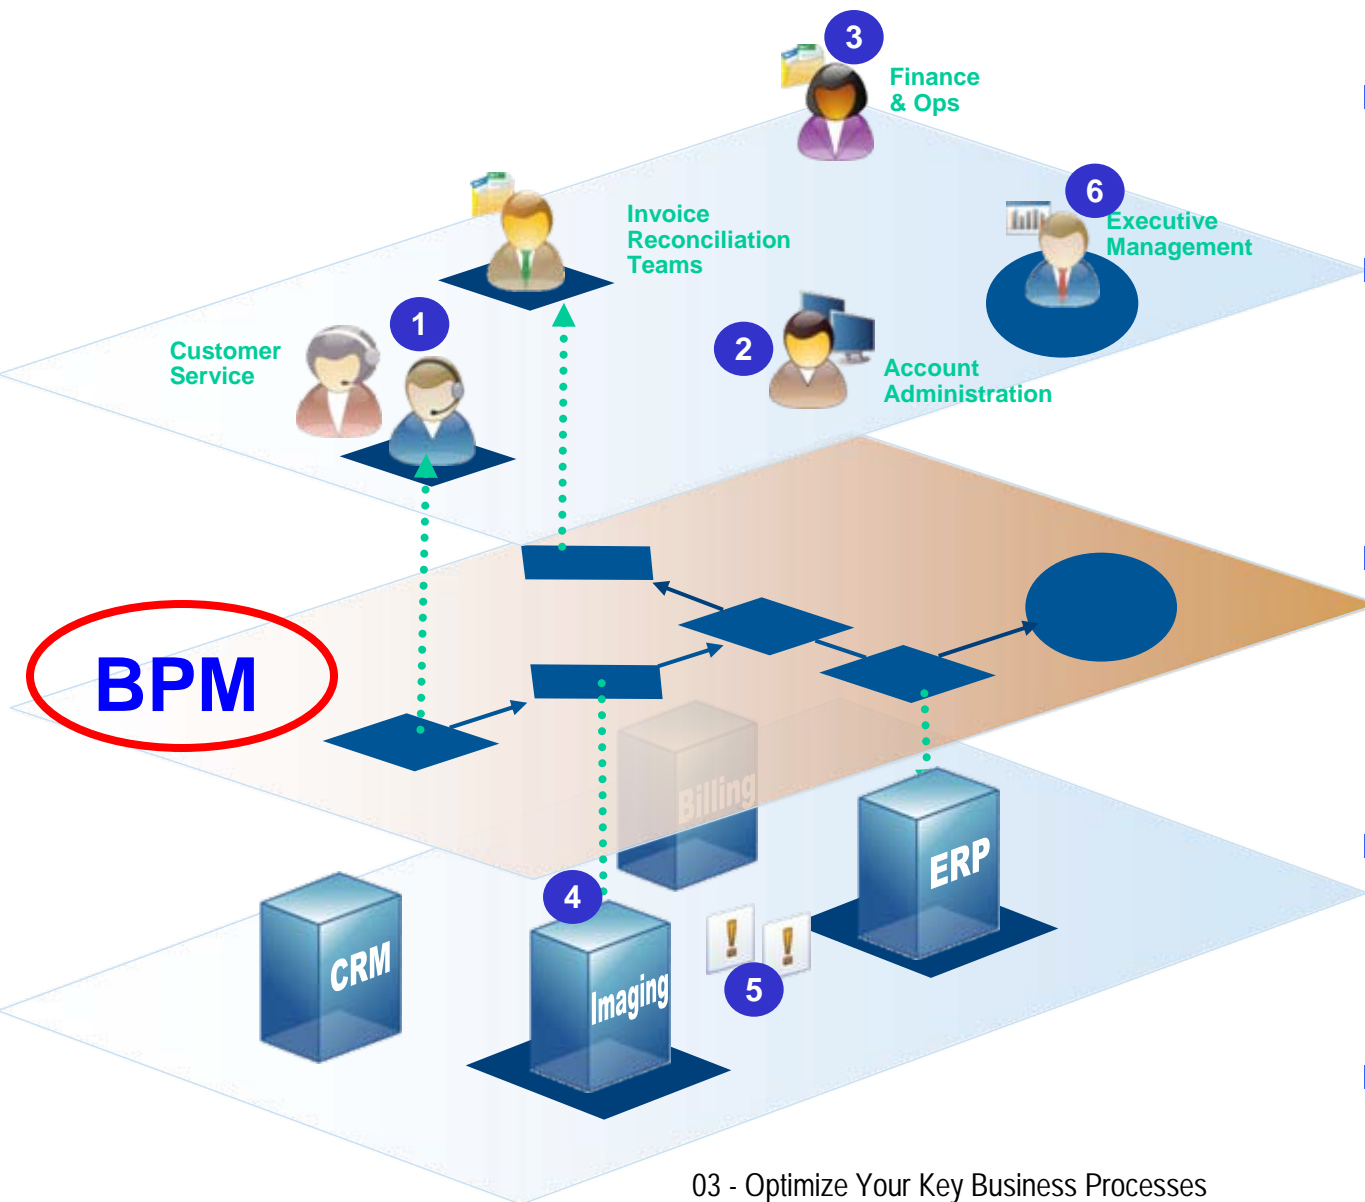 3
Finance
& Ops
6
Executive
Management
Invoice
Reconciliation
Teams
1
Customer
Service
2
Account
Administration
BPM
Billing
ERP
4
CRM
Imaging
!
!
5
03 - Optimize Your Key Business Processes